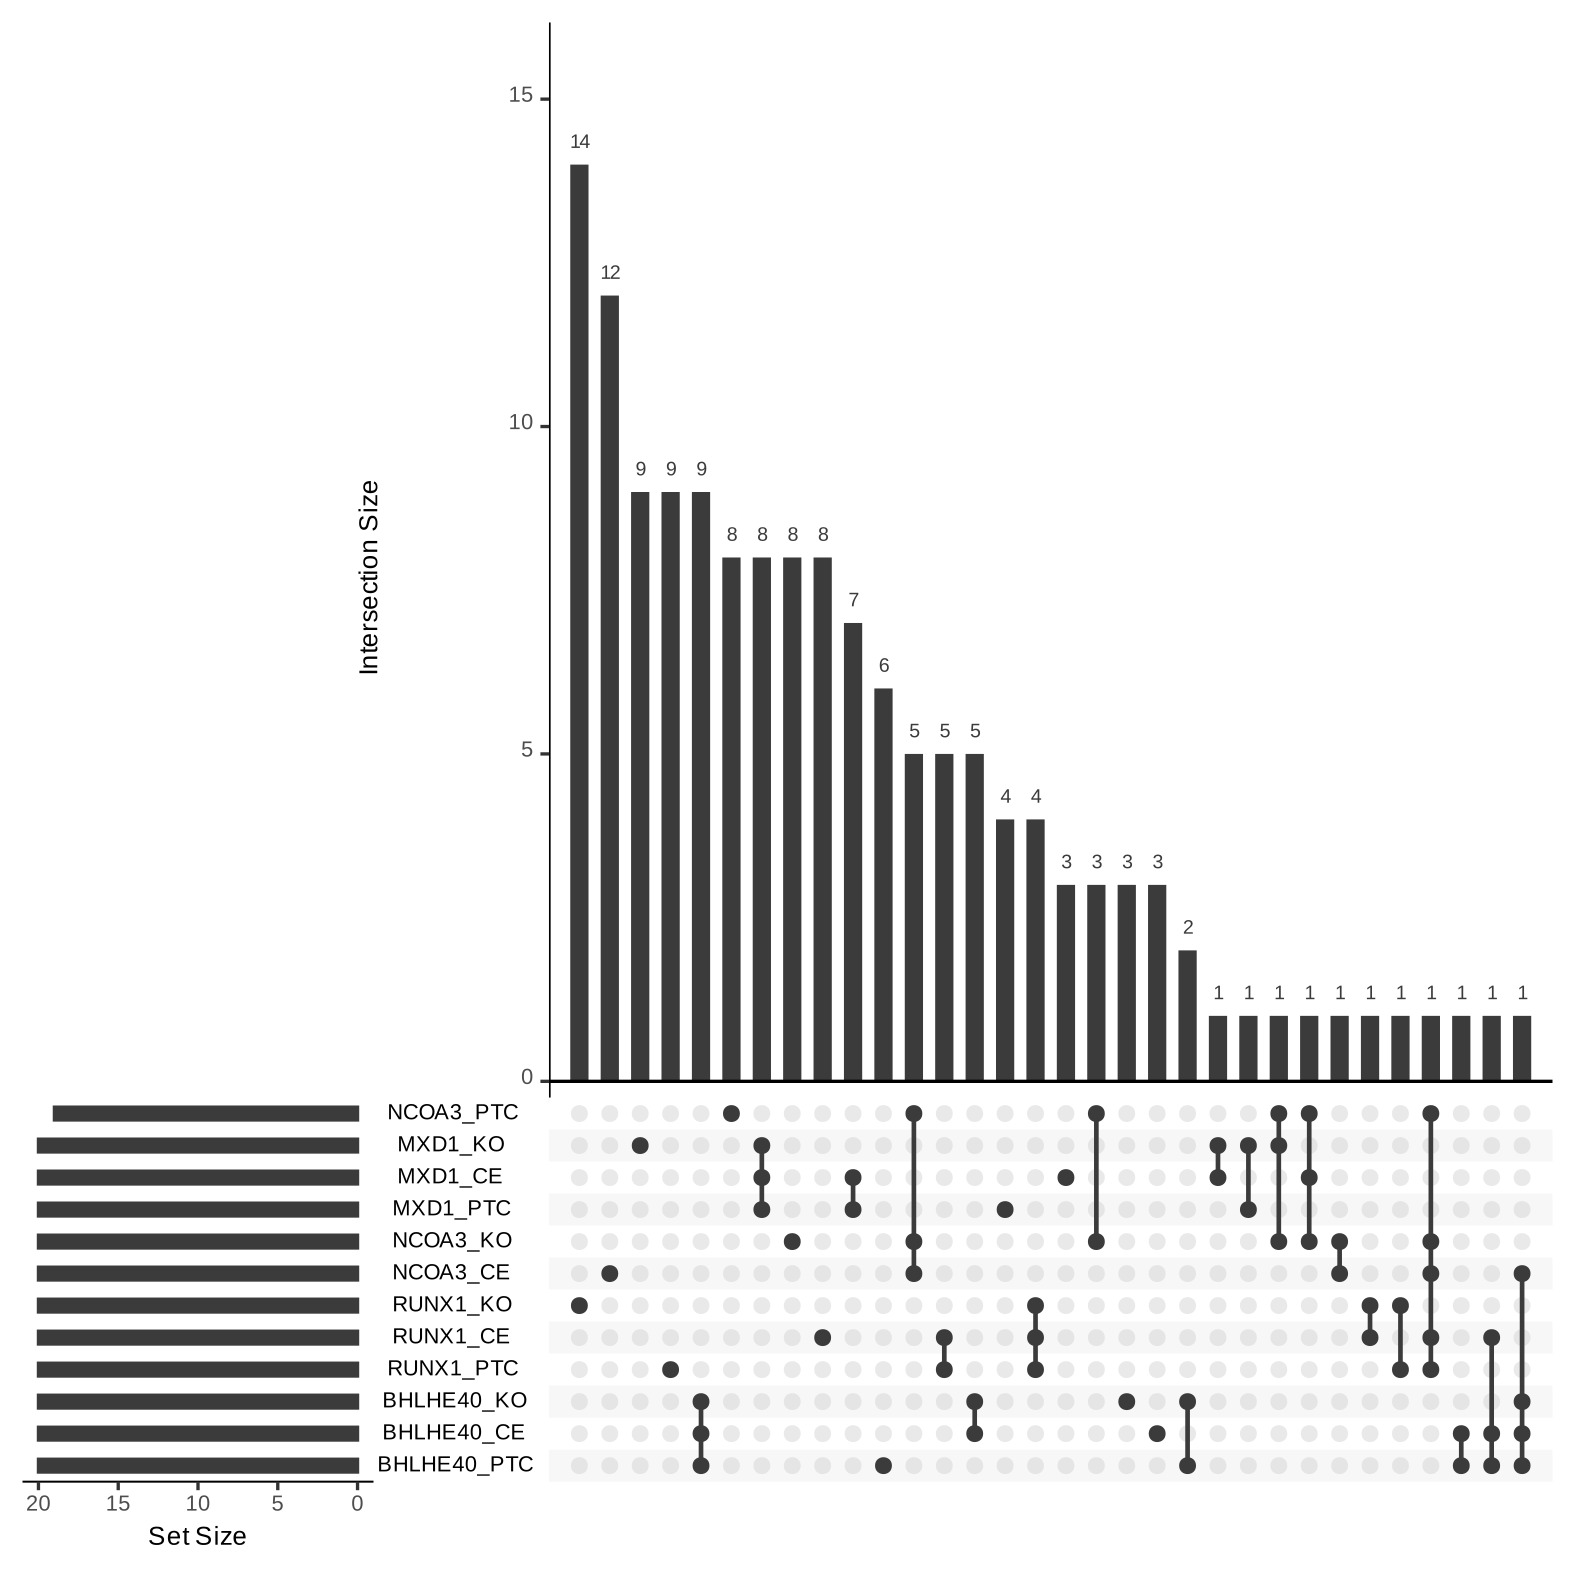 15
14
12
10
9 9 9
8 8 8 8
7
6
5
5 5 5
4 4
3 3 3 3
2
1 1 1 1 1 1 1 1 1 1 1
0
Intersection Size
NCOA3_PTC
MXD1_KO
MXD1_CE
MXD1_PTC
NCOA3_KO
NCOA3_CE
RUNX1_KO
RUNX1_CE
RUNX1_PTC
BHLHE40_KO
BHLHE40_CE
BHLHE40_PTC
20 15 10 5 0
Set Size